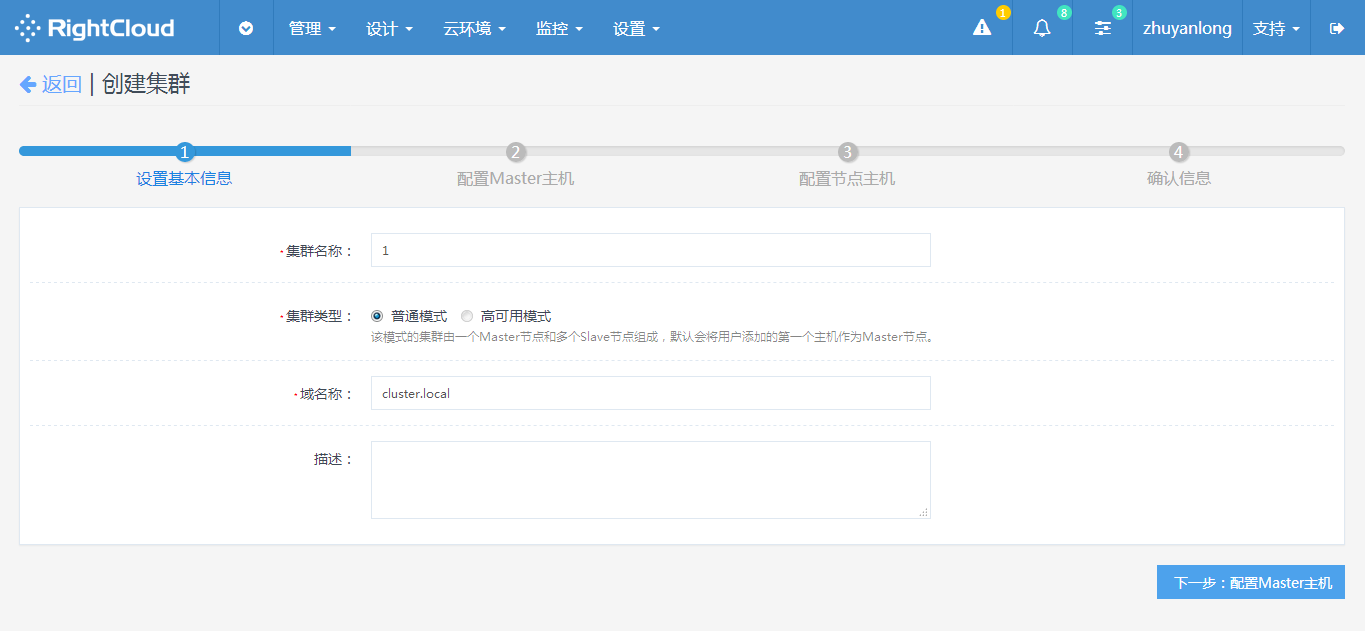 RightCloud 管理 设计 云环境 监控 设置 1 8 3 zhuyanlong 支持
返回 | 创建集群
1 2 3 4
设置基本信息 配置Master主机 配置节点主机 确认信息
·集群名称： 1
·集群类型： 普通模式 高可用模式
该模式的集群由一个Master节点和多个Slave节点组成，默认会将用户添加的第一个主机作为Master节点。
·域名称： cluster.local
描述：
下一步：配置Master主机